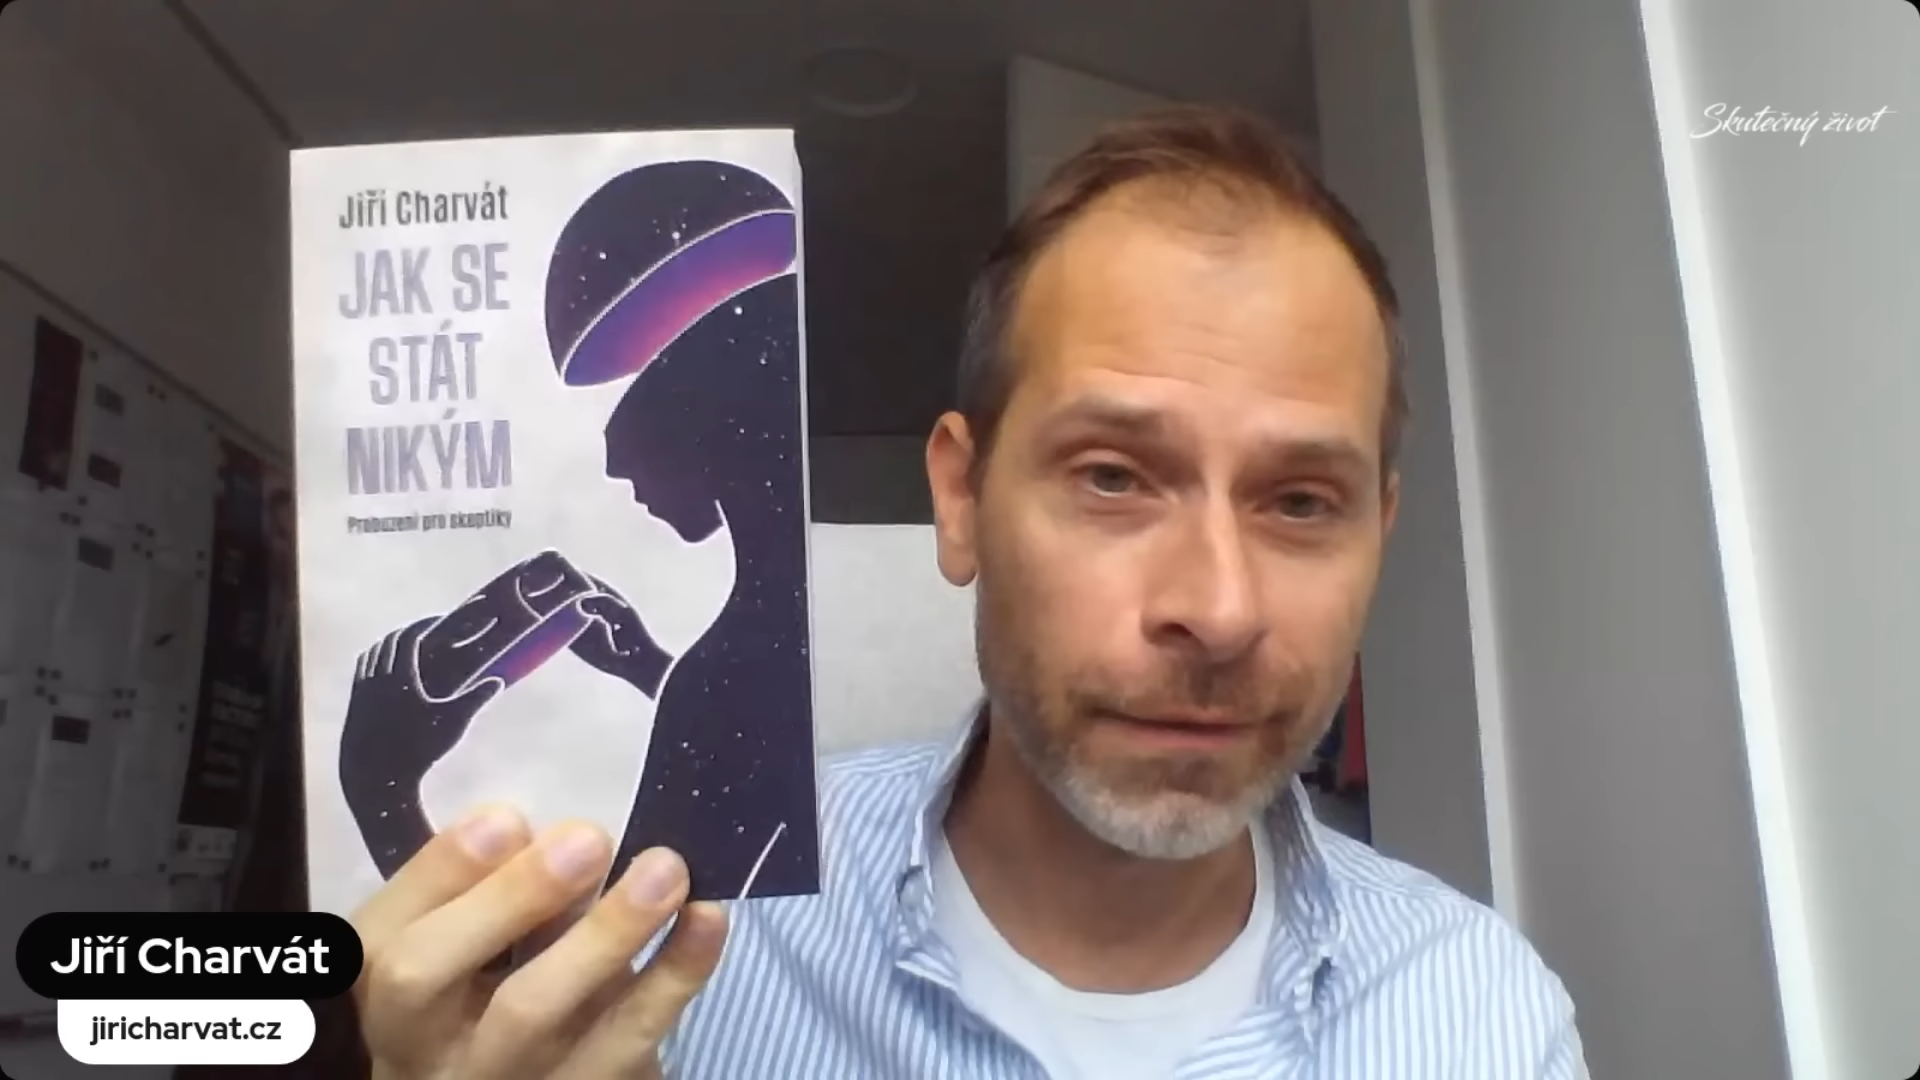 Skutečný život
Jiří Charvát
JAK SE
STÁT
NIKÝM
Probuzení pro skeptiky
Jiří Charvát
jiricharvat.cz